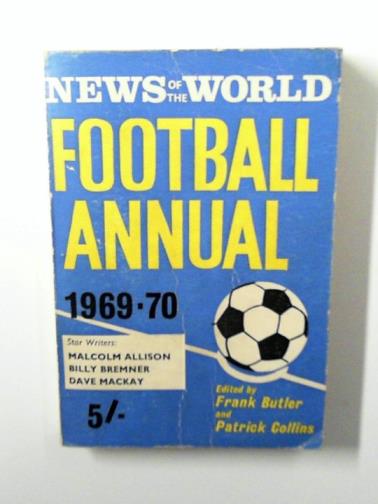 NEWS OF THE WORLD
FOOTBALL
ANNUAL
1969·70
Star Writers:
MALCOLM ALLISON
BILLY BREMNER
DAVE MACKAY
5/-
Edited by
Frank Butler
and
Patrick Collins